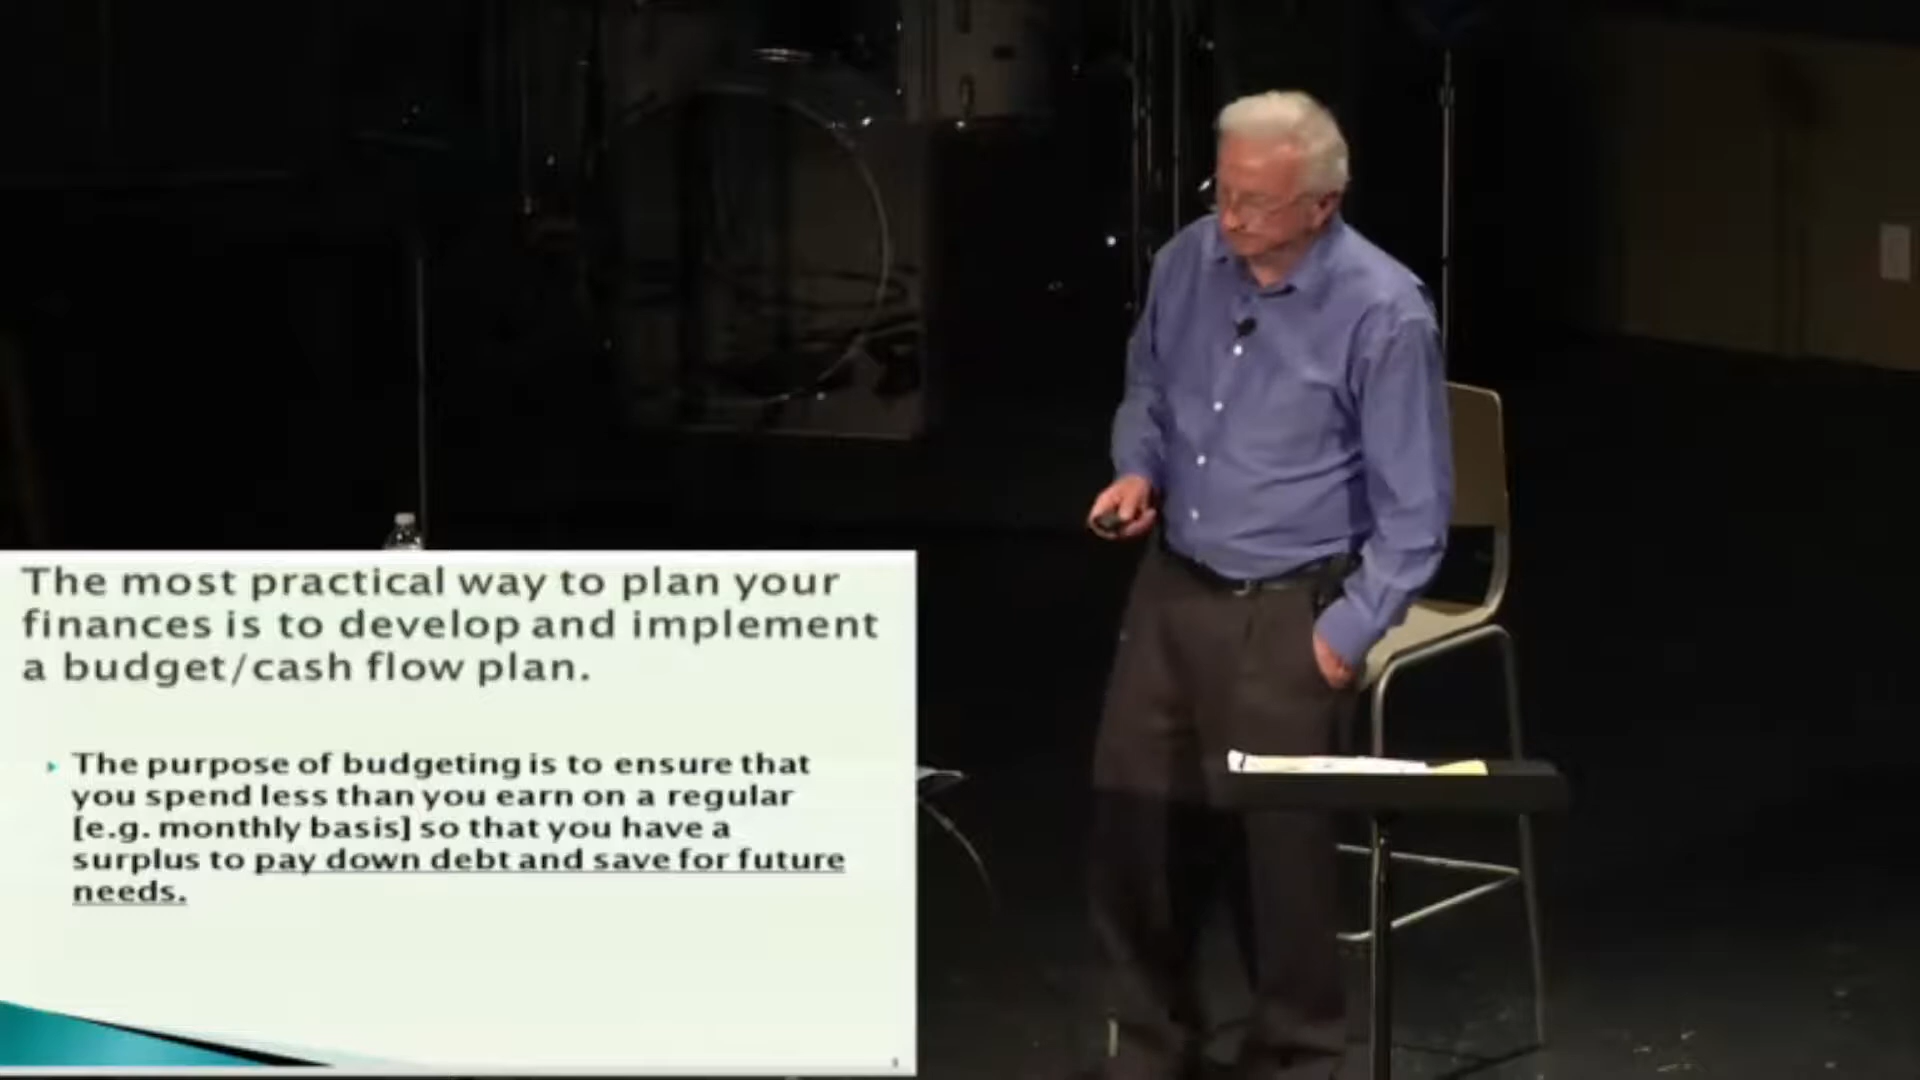 The most practical way to plan your
finances is to develop and implement
a budget/cash flow plan.
The purpose of budgeting is to ensure that
you spend less than you earn on a regular
[e.g. monthly basis] so that you have a
surplus to pay down debt and save for future
needs.